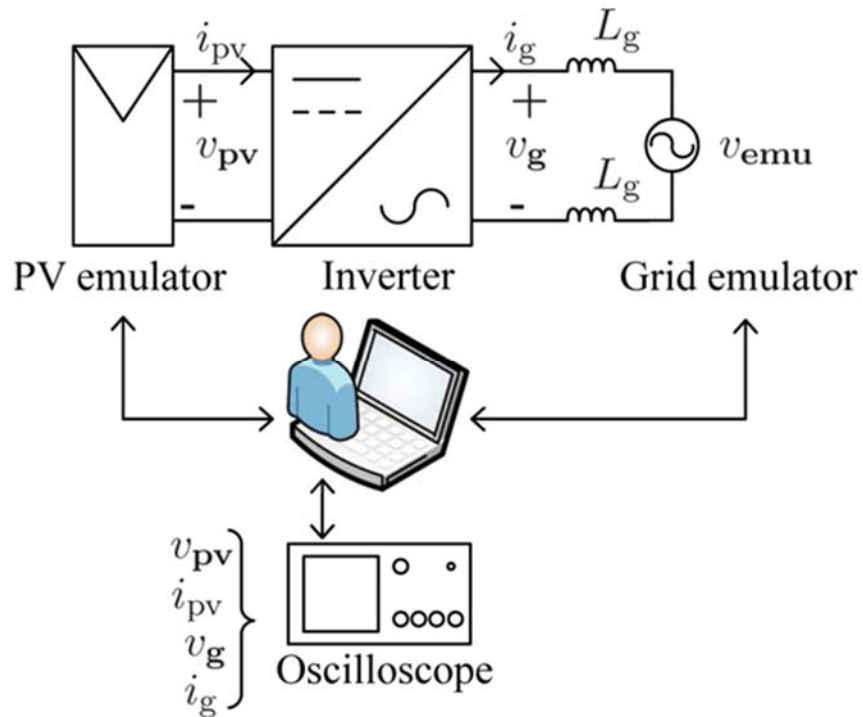 i_pv
i_g
L_g
+
v_pv
-
+
v_g
-
L_g
v_emu
PV emulator
Inverter
Grid emulator
v_pv
i_pv
v_g
i_g
Oscilloscope